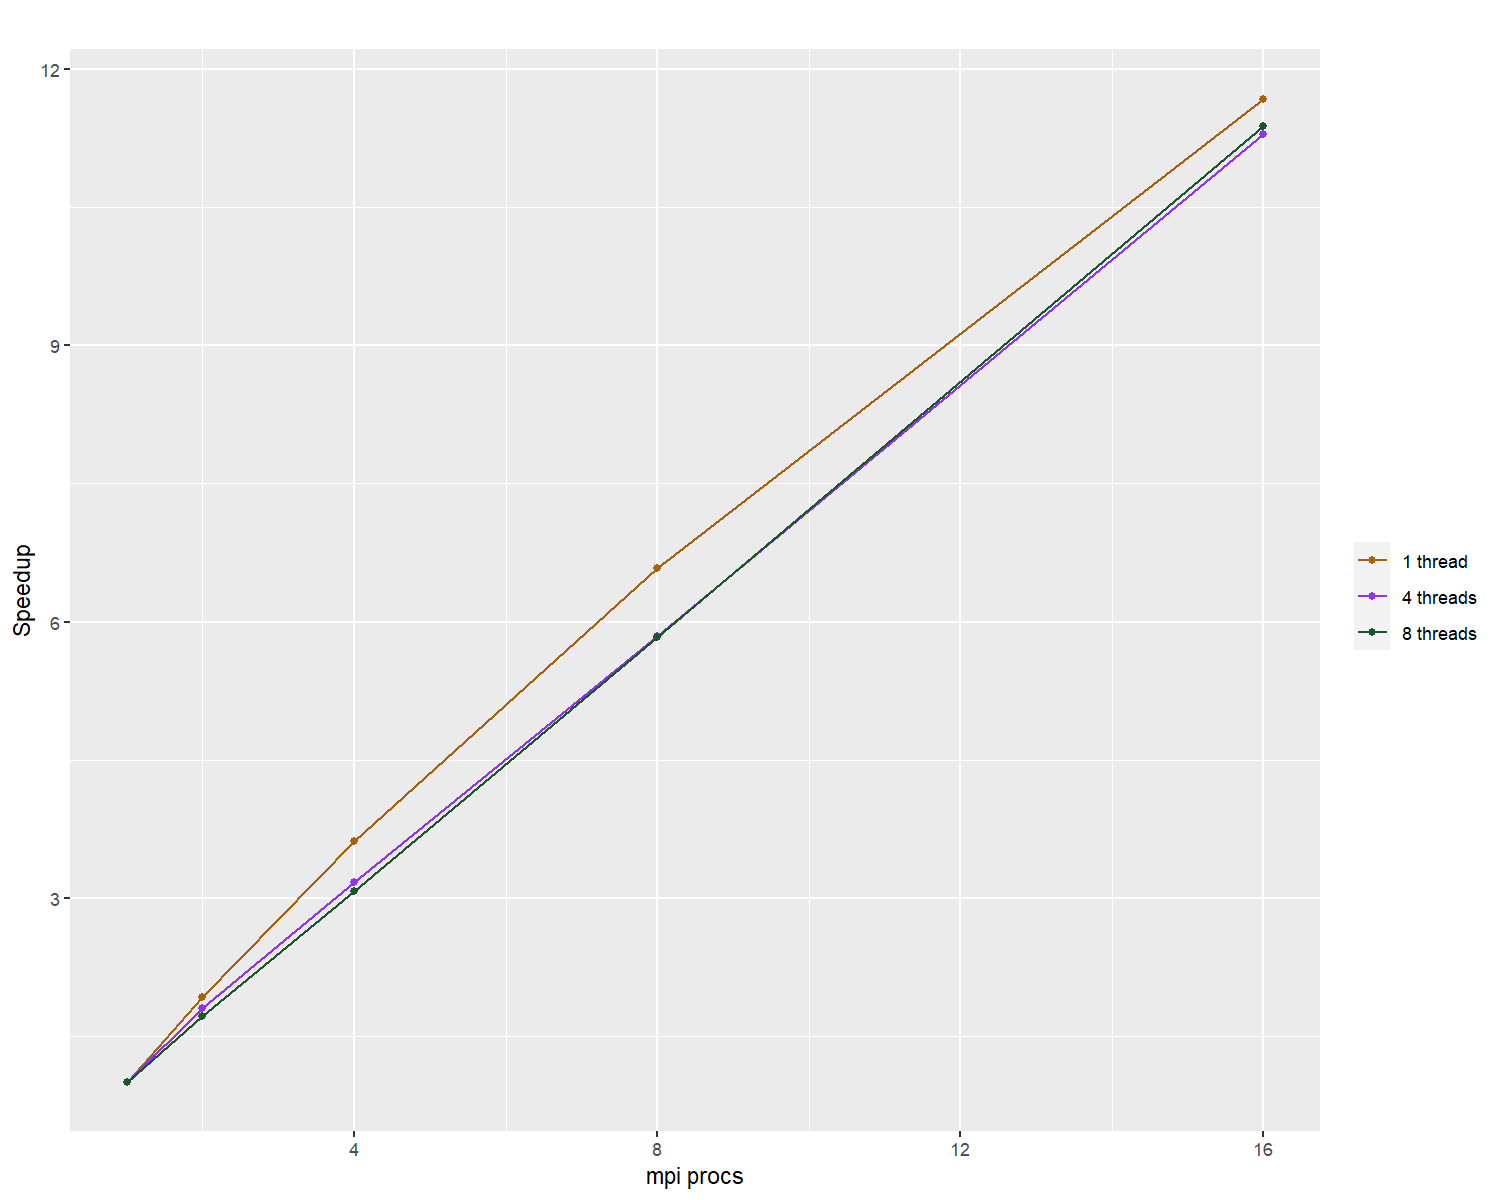 12
9
6
3
Speedup
4 8 12 16
mpi procs
1 thread
4 threads
8 threads